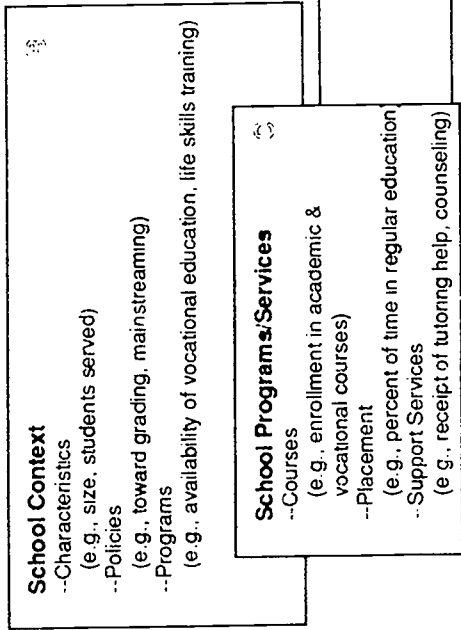 School Context
--Characteristics
(e.g., size, students served)
--Policies
(e.g., toward grading, mainstreaming)
--Programs
(e.g., availability of vocational education, life skills training)
School Programs/Services
--Courses
(e.g., enrollment in academic &
vocational courses)
--Placement
(e.g., percent of time in regular education)
--Support Services
(e g., receipt of tutoring help, counseling)